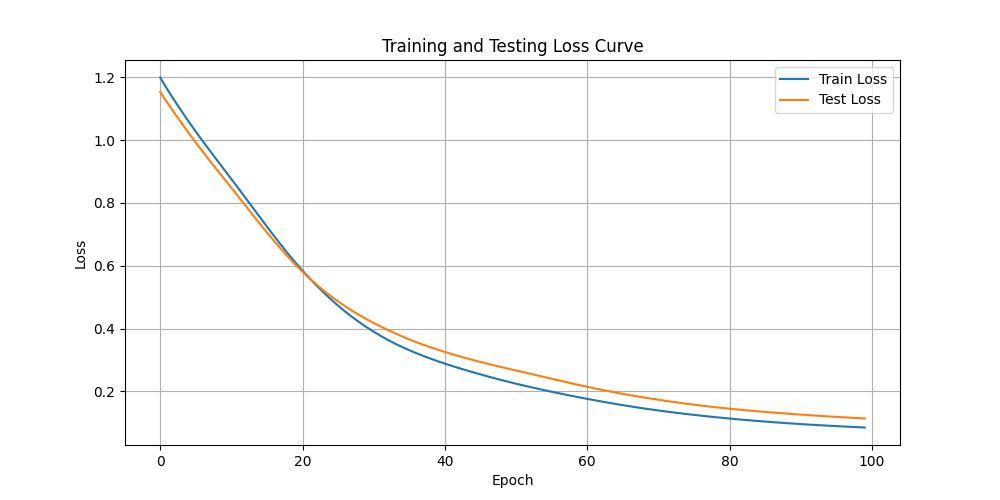 Training and Testing Loss Curve
Train Loss
Test Loss
1.2
1.0
0.8
0.6
0.4
0.2
Loss
0 20 40 60 80 100
Epoch